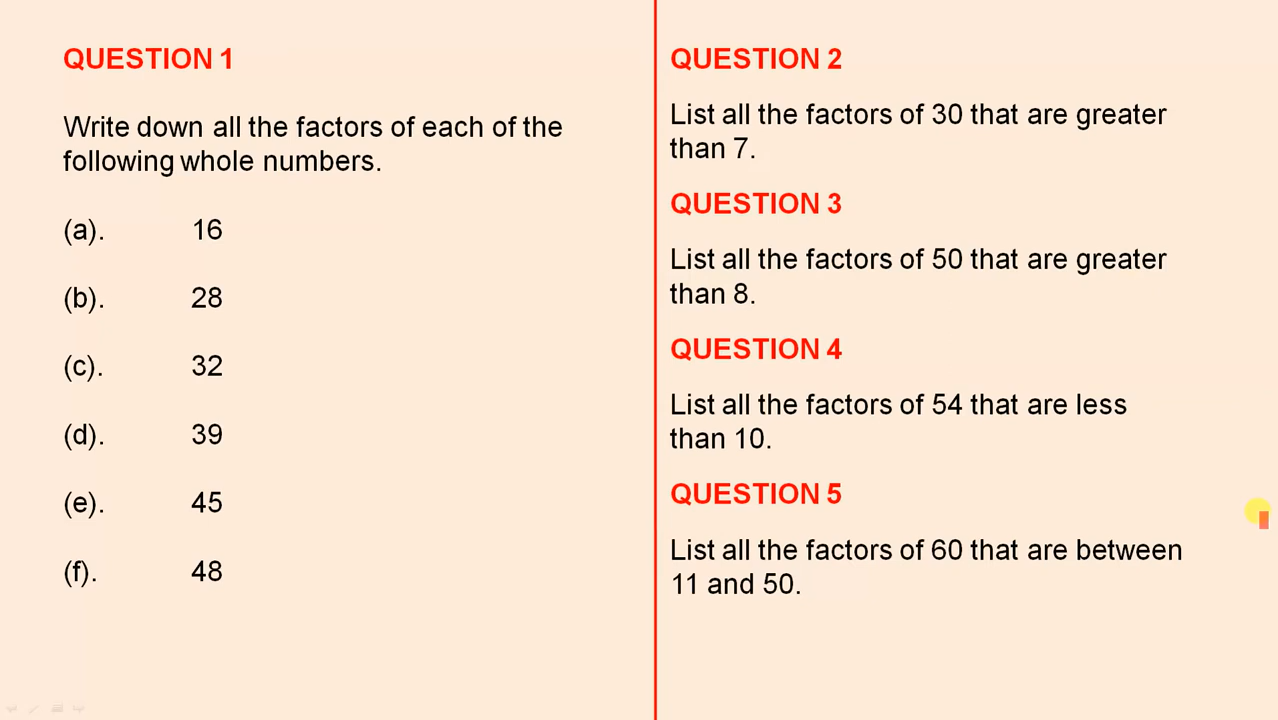 QUESTION 1
Write down all the factors of each of the
following whole numbers.
(a). 16
(b). 28
(c). 32
(d). 39
(e). 45
(f). 48
QUESTION 2
List all the factors of 30 that are greater
than 7.
QUESTION 3
List all the factors of 50 that are greater
than 8.
QUESTION 4
List all the factors of 54 that are less
than 10.
QUESTION 5
List all the factors of 60 that are between
11 and 50.